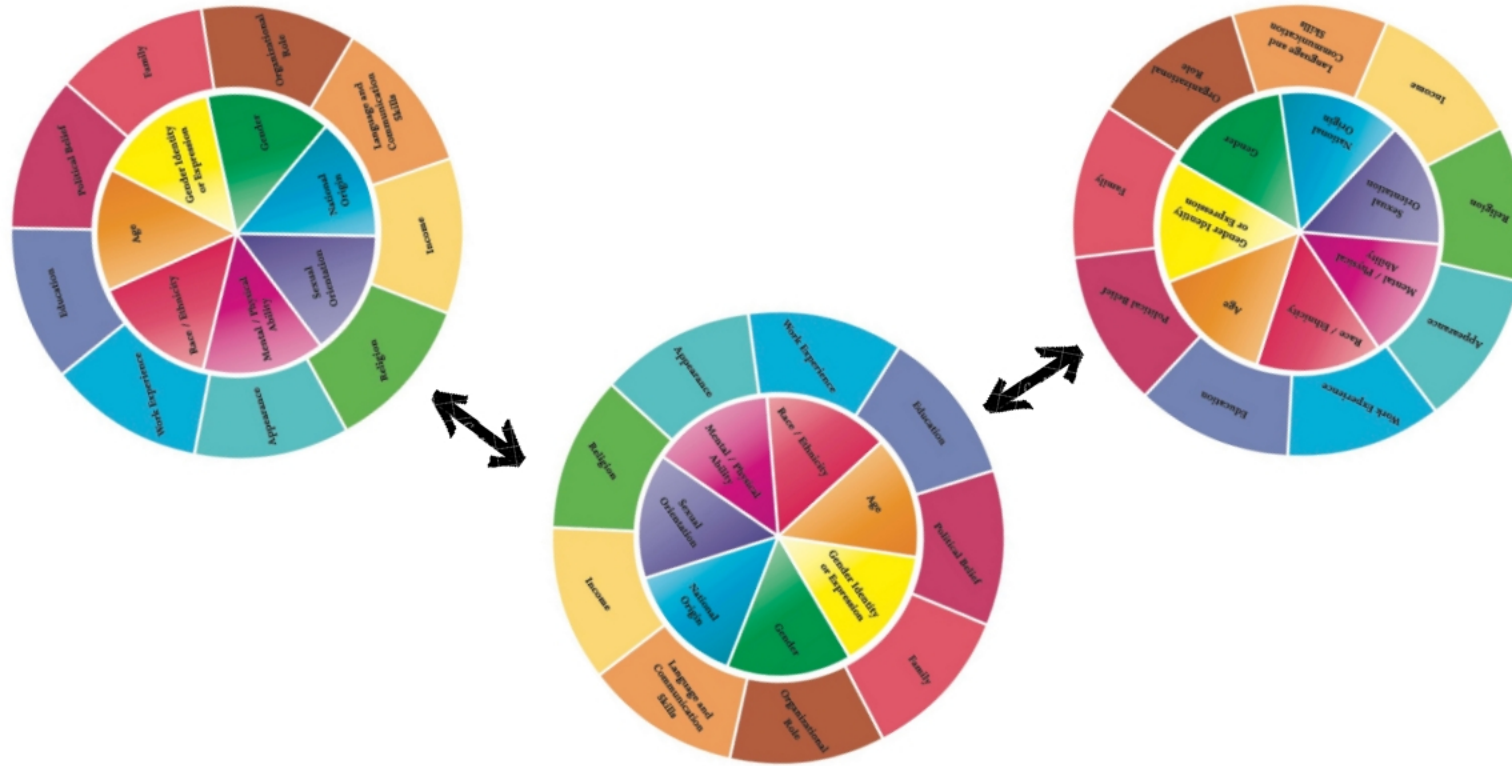 Family
Organizational
Role
Language and
Communication
Skills
Income
Religion
Appearance
Work Experience
Education
Political Belief
Gender Identity
or Expression
Gender
National
Origin
Sexual
Orientation
Mental / Physical
Ability
Race / Ethnicity
Age
Work Experience
Education
Political Belief
Family
Organizational
Role
Language and
Communication
Skills
Income
Religion
Appearance
Race / Ethnicity
Age
Gender Identity
or Expression
Gender
National
Origin
Sexual
Orientation
Mental / Physical
Ability
Language and
Communication
Skills
Income
Religion
Appearance
Work Experience
Education
Political Belief
Family
Organizational
Role
National
Origin
Sexual
Orientation
Mental / Physical
Ability
Race / Ethnicity
Age
Gender Identity
or Expression
Gender